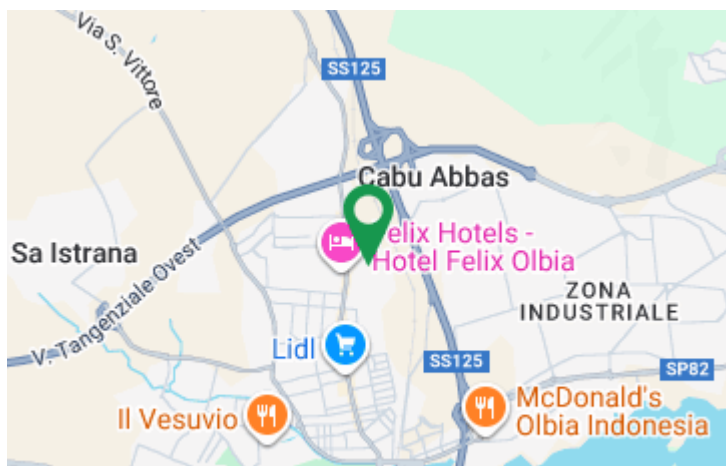 Via S. Vittore
SS125
Cabu Abbas
Felix Hotels -
Hotel Felix Olbia
Sa Istrana
V. Tangenziale Ovest
ZONA
INDUSTRIALE
Lidl
SS125
SP82
Il Vesuvio
McDonald's
Olbia Indonesia